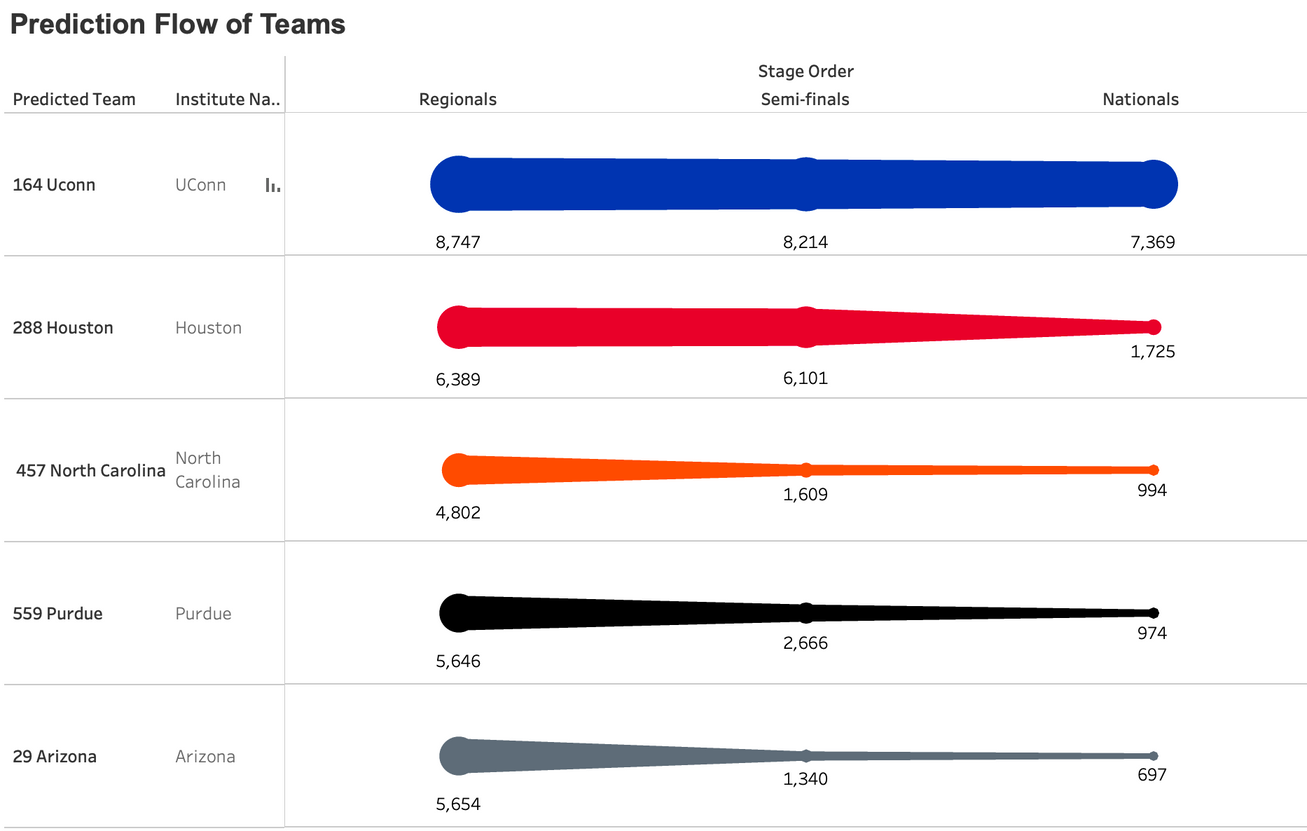 Prediction Flow of Teams
Stage Order
Predicted Team Institute Na.. Regionals Semi-finals Nationals
164 Uconn UConn
8,747 8,214 7,369
288 Houston Houston
1,725
6,389 6,101
North
457 North Carolina
Carolina
1,609 994
4,802
559 Purdue Purdue
2,666 974
5,646
29 Arizona Arizona
1,340 697
5,654